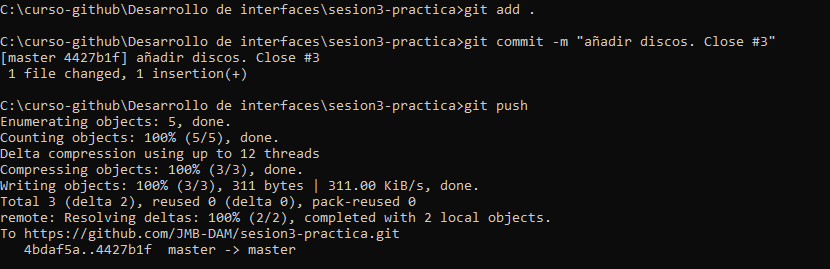 C:\curso-github\Desarrollo de interfaces\sesion3-practica>git add .
C:\curso-github\Desarrollo de interfaces\sesion3-practica>git commit -m "añadir discos. Close #3"
[master 4427b1f] añadir discos. Close #3
 1 file changed, 1 insertion(+)
C:\curso-github\Desarrollo de interfaces\sesion3-practica>git push
Enumerating objects: 5, done.
Counting objects: 100% (5/5), done.
Delta compression using up to 12 threads
Compressing objects: 100% (3/3), done.
Writing objects: 100% (3/3), 311 bytes | 311.00 KiB/s, done.
Total 3 (delta 2), reused 0 (delta 0), pack-reused 0
remote: Resolving deltas: 100% (2/2), completed with 2 local objects.
To https://github.com/JMB-DAM/sesion3-practica.git
   4bdaf5a..4427b1f  master -> master